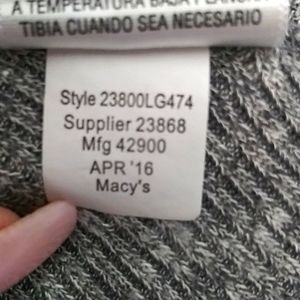 A TEMPERATURA BAJA Y
TIBIA CUANDO SEA NECESARIO
Style 23800LG474
Supplier 23868
Mfg 42900
APR '16
Macy's